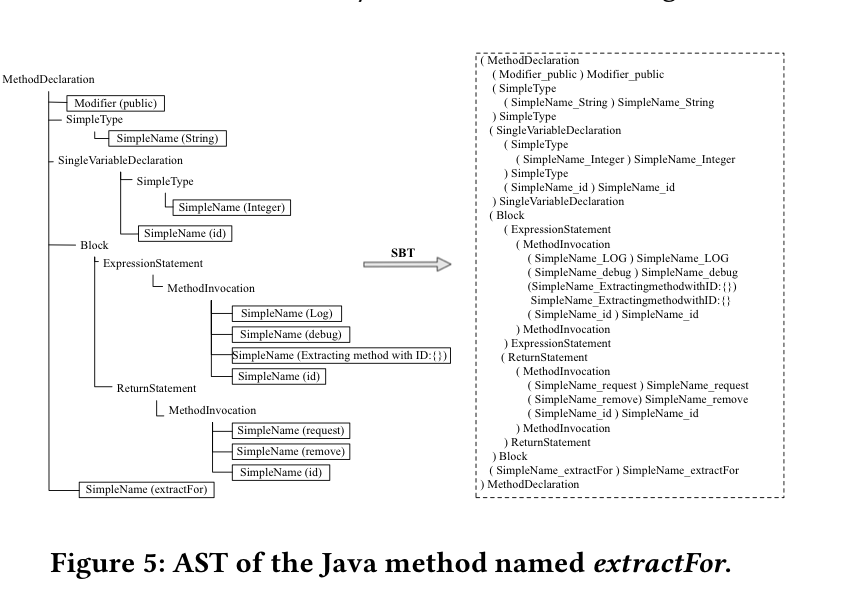 MethodDeclaration
Modifier (public)
SimpleType
SimpleName (String)
SingleVariableDeclaration
SimpleType
SimpleName (Integer)
SimpleName (id)
Block
ExpressionStatement
MethodInvocation
SimpleName (Log)
SimpleName (debug)
SimpleName (Extracting method with ID:{})
SimpleName (id)
ReturnStatement
MethodInvocation
SimpleName (request)
SimpleName (remove)
SimpleName (id)
SimpleName (extractFor)
SBT
( MethodDeclaration
( Modifier_public ) Modifier_public
( SimpleType
( SimpleName_String ) SimpleName_String
) SimpleType
( SingleVariableDeclaration
( SimpleType
( SimpleName_Integer ) SimpleName_Integer
) SimpleType
( SimpleName_id ) SimpleName_id
) SingleVariableDeclaration
( Block
( ExpressionStatement
( MethodInvocation
( SimpleName_LOG ) SimpleName_LOG
( SimpleName_debug ) SimpleName_debug
(SimpleName_ExtractingmethodwithID:{})
SimpleName_ExtractingmethodwithID:{}
( SimpleName_id ) SimpleName_id
) MethodInvocation
) ExpressionStatement
( ReturnStatement
( MethodInvocation
( SimpleName_request ) SimpleName_request
( SimpleName_remove) SimpleName_remove
( SimpleName_id ) SimpleName_id
) MethodInvocation
) ReturnStatement
) Block
( SimpleName_extractFor ) SimpleName_extractFor
) MethodDeclaration
Figure 5: AST of the Java method named extractFor.